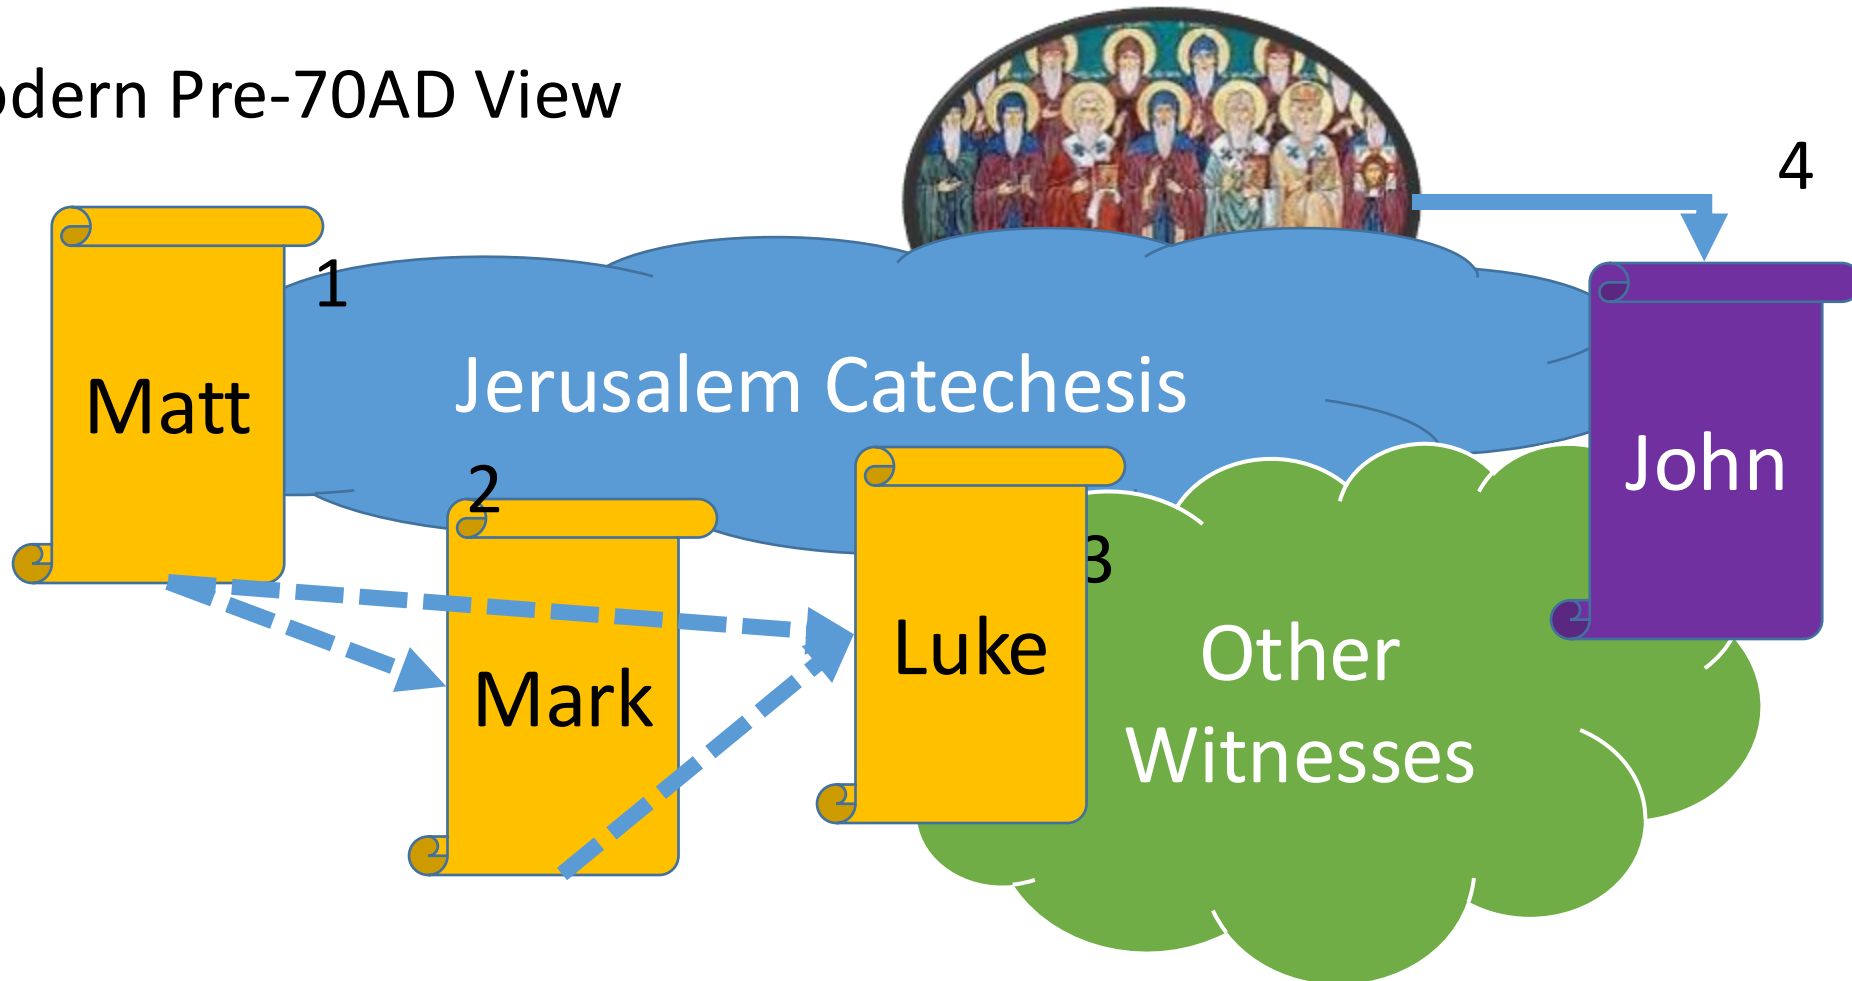 odern Pre-70AD View
4
1
Matt
Jerusalem Catechesis
John
2
3
Luke
Other
Witnesses
Mark